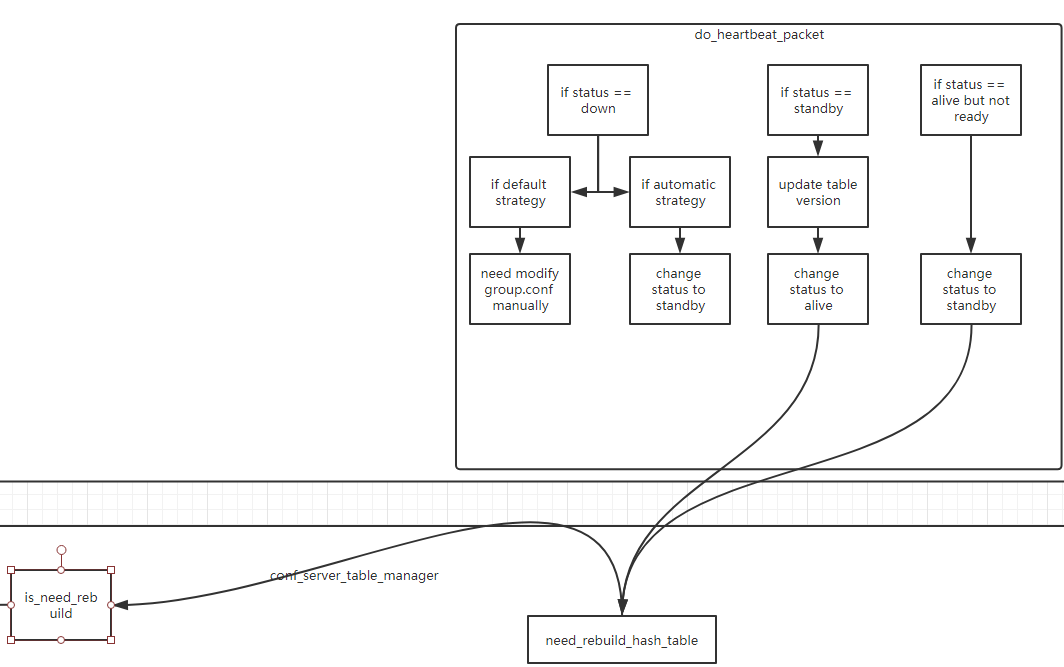 do_heartbeat_packet
if status ==
down
if status ==
standby
if status ==
alive but not
ready
if default
strategy
if automatic
strategy
update table
version
need modify
group.conf
manually
change
status to
standby
change
status to
alive
change
status to
standby
conf_server_table_manager
is_need_reb
uild
need_rebuild_hash_table